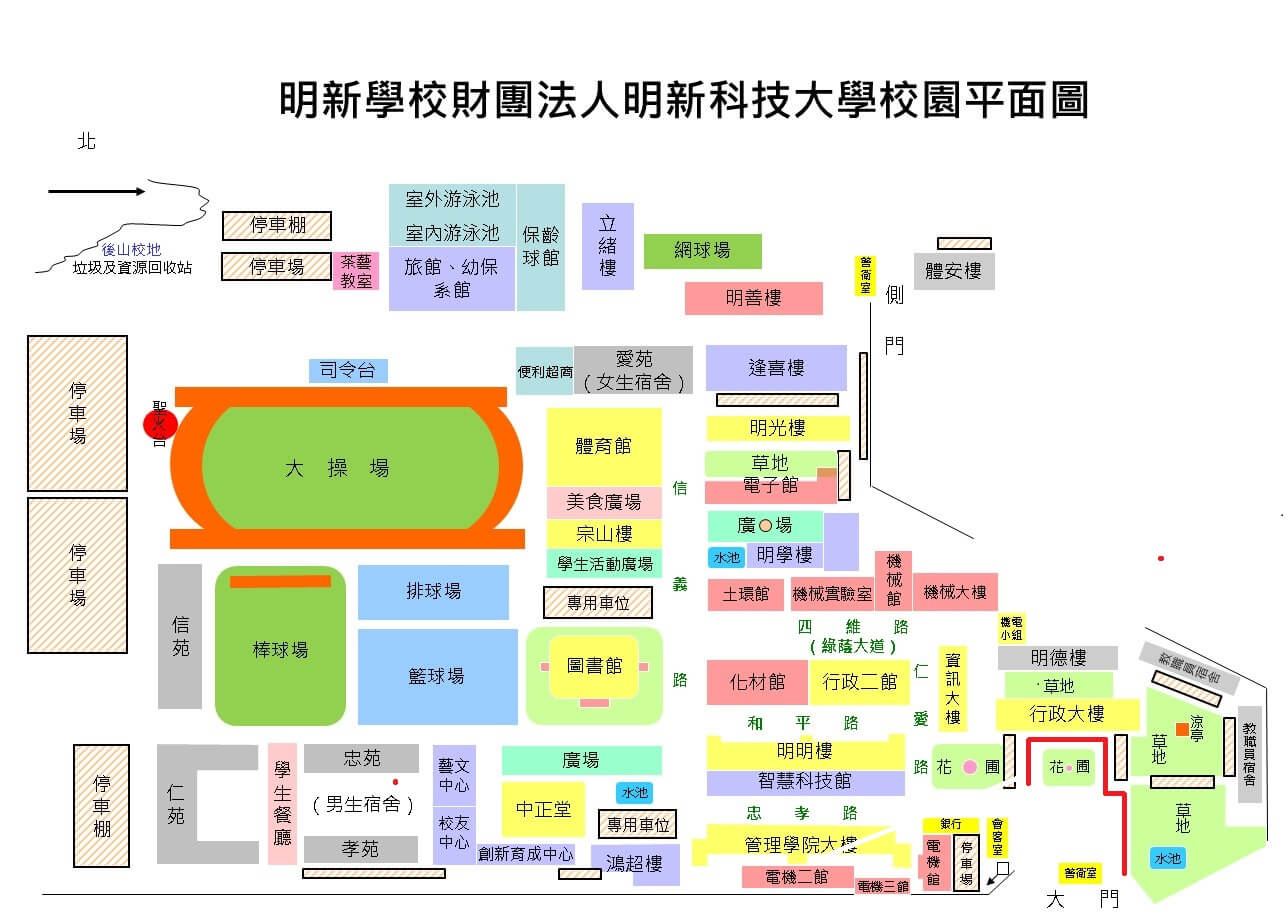 明新學校財團法人明新科技大學校園平面圖
北
後山校地
垃圾及資源回收站
停車棚
停車場
茶藝
教室
室外游泳池
室內游泳池
旅館、幼保
系館
保齡
球館
立緒樓
網球場
明善樓
警衛室
體安樓
側門
停車場
停車場
聖火台
司令台
大操場
便利超商
愛苑
(女生宿舍)
逢喜樓
體育館
美食廣場
宗山樓
學生活動廣場
專用車位
信義路
明光樓
草地
電子館
廣場
水池
明學樓
土環館
機械實驗室
機械館
機械大樓
信苑
棒球場
排球場
籃球場
圖書館
四維路
(綠蔭大道)
化材館
行政二館
仁愛路
資訊大樓
機電
小組
明德樓
草地
行政大樓
教職員宿舍
涼亭
草地
教職員宿舍
和平路
明明樓
智慧科技館
花圃
花圃
草地
水池
停車棚
仁苑
學生餐廳
忠苑
(男生宿舍)
孝苑
藝文
中心
校友
中心
廣場
中正堂
水池
專用車位
創新育成中心
鴻超樓
忠孝路
管理學院大樓
電機二館
電機三館
銀行
電機館
停車場
會客室
警衛室
大門